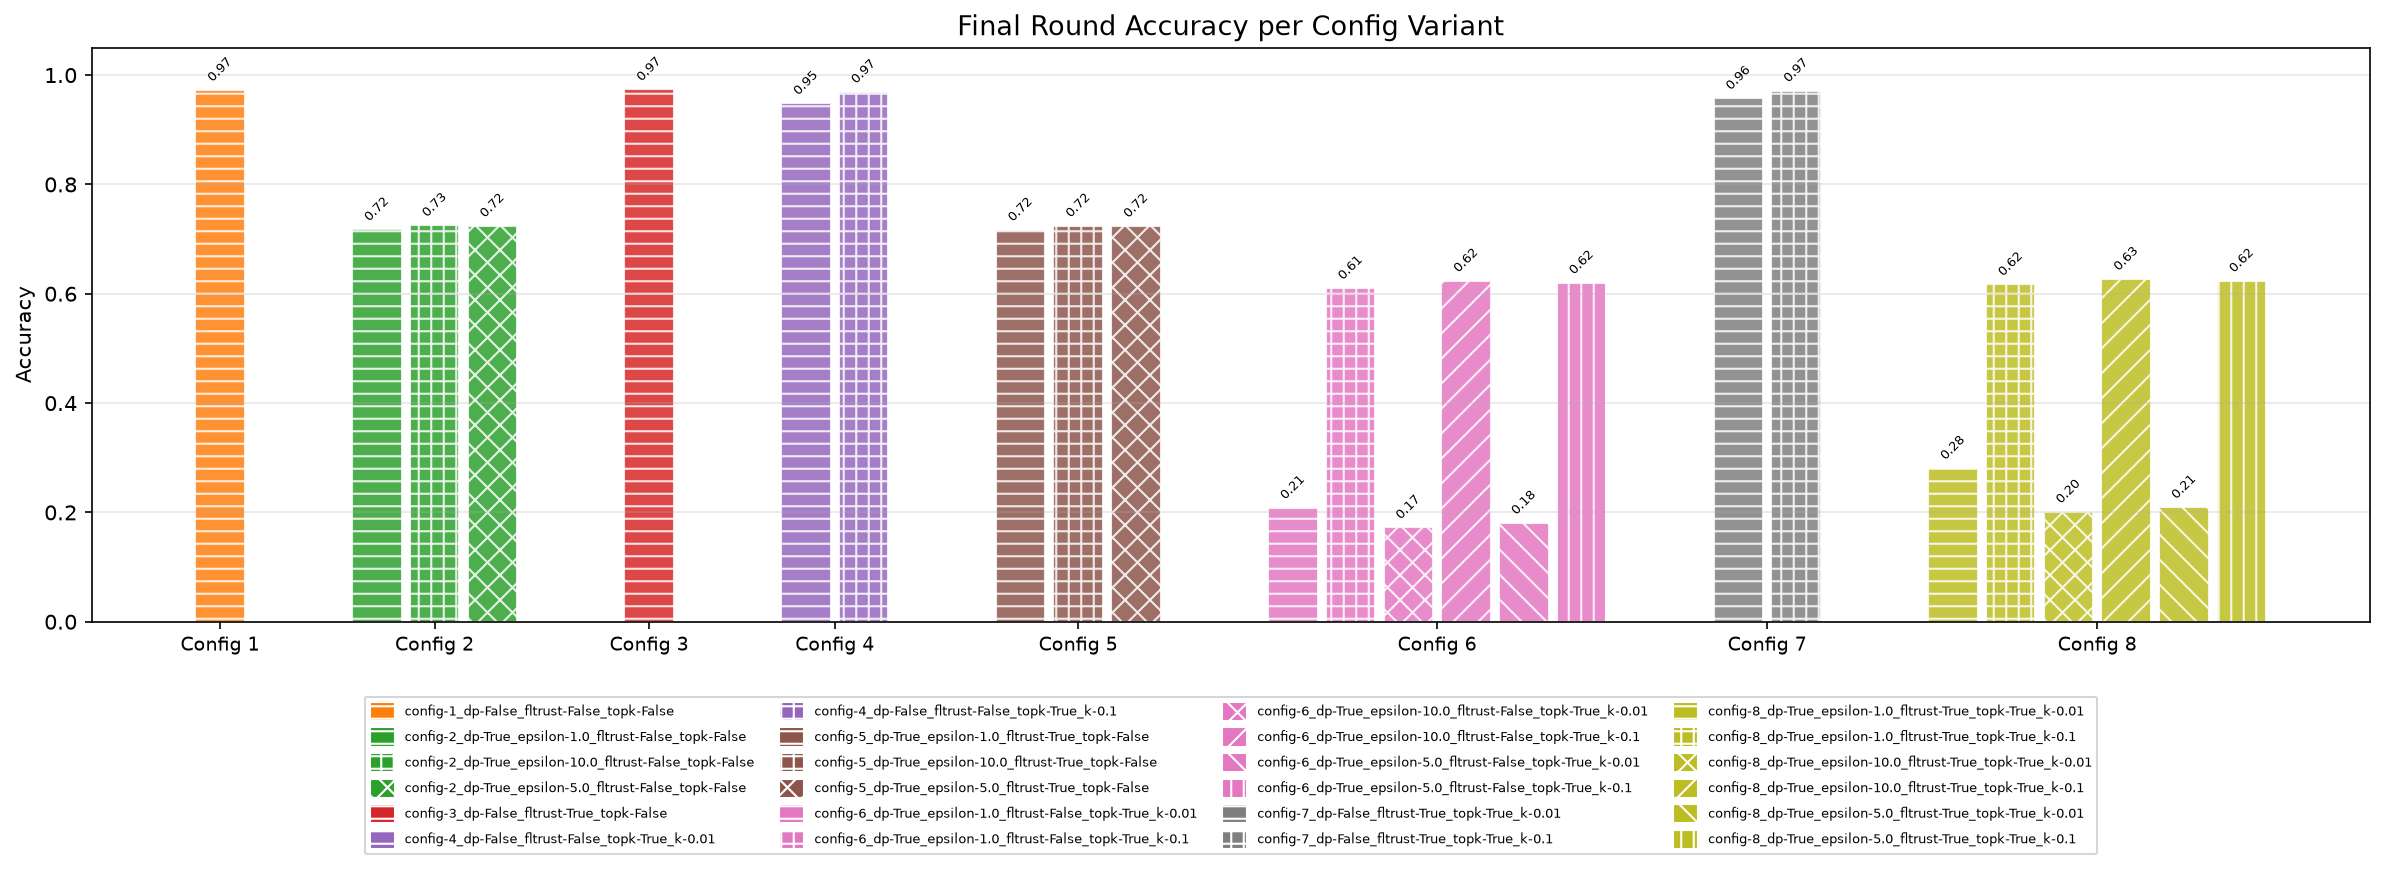 Final Round Accuracy per Config Variant
Accuracy
1.0
0.8
0.6
0.4
0.2
0.0
0.97
0.72
0.73
0.72
0.97
0.95
0.97
0.72
0.72
0.72
0.21
0.61
0.17
0.62
0.18
0.62
0.96
0.97
0.28
0.62
0.20
0.63
0.21
0.62
Config 1
Config 2
Config 3
Config 4
Config 5
Config 6
Config 7
Config 8
config-1_dp-False_fltrust-False_topk-False
config-2_dp-True_epsilon-1.0_fltrust-False_topk-False
config-2_dp-True_epsilon-10.0_fltrust-False_topk-False
config-2_dp-True_epsilon-5.0_fltrust-False_topk-False
config-3_dp-False_fltrust-True_topk-False
config-4_dp-False_fltrust-False_topk-True_k-0.01
config-4_dp-False_fltrust-False_topk-True_k-0.1
config-5_dp-True_epsilon-1.0_fltrust-True_topk-False
config-5_dp-True_epsilon-10.0_fltrust-True_topk-False
config-5_dp-True_epsilon-5.0_fltrust-True_topk-False
config-6_dp-True_epsilon-1.0_fltrust-False_topk-True_k-0.01
config-6_dp-True_epsilon-1.0_fltrust-False_topk-True_k-0.1
config-6_dp-True_epsilon-10.0_fltrust-False_topk-True_k-0.01
config-6_dp-True_epsilon-10.0_fltrust-False_topk-True_k-0.1
config-6_dp-True_epsilon-5.0_fltrust-False_topk-True_k-0.01
config-6_dp-True_epsilon-5.0_fltrust-False_topk-True_k-0.1
config-7_dp-False_fltrust-True_topk-True_k-0.01
config-7_dp-False_fltrust-True_topk-True_k-0.1
config-8_dp-True_epsilon-1.0_fltrust-True_topk-True_k-0.01
config-8_dp-True_epsilon-1.0_fltrust-True_topk-True_k-0.1
config-8_dp-True_epsilon-10.0_fltrust-True_topk-True_k-0.01
config-8_dp-True_epsilon-10.0_fltrust-True_topk-True_k-0.1
config-8_dp-True_epsilon-5.0_fltrust-True_topk-True_k-0.01
config-8_dp-True_epsilon-5.0_fltrust-True_topk-True_k-0.1